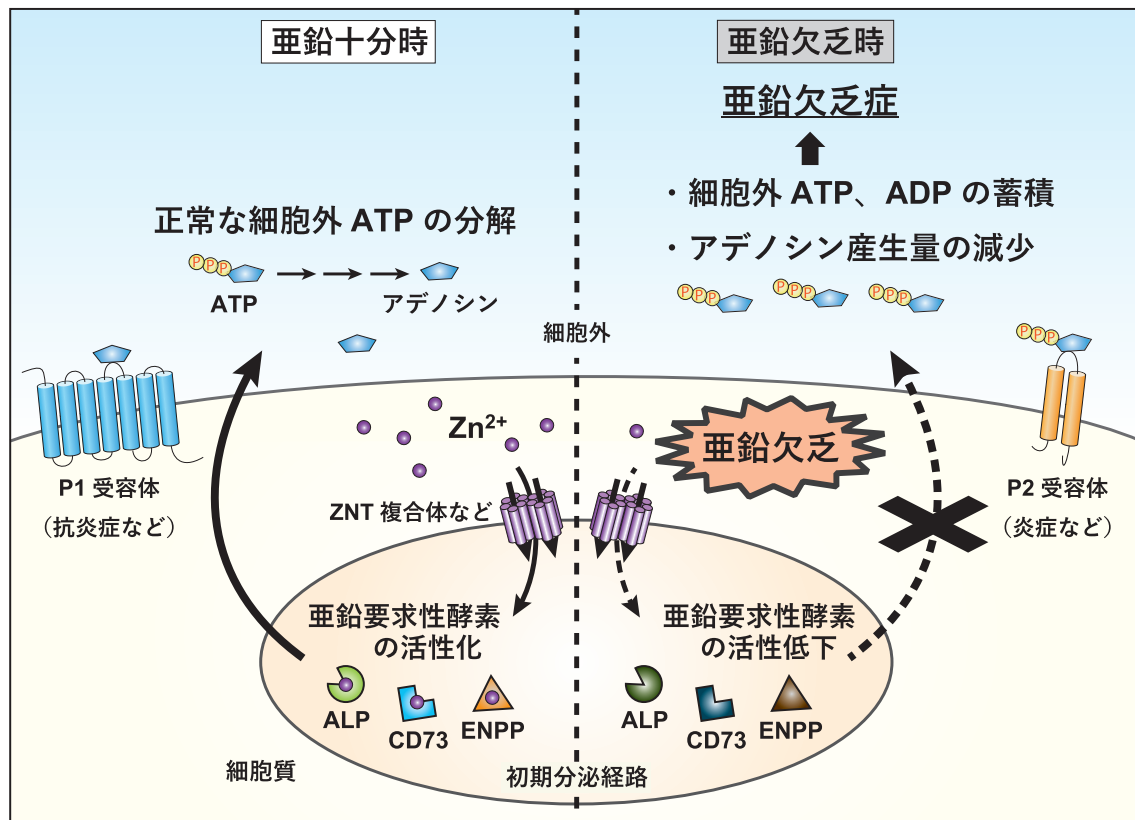 亜鉛十分時
正常な細胞外 ATP の分解
P P P
ATP
アデノシン
P1 受容体
（抗炎症など）
Zn2+
ZNT 複合体など
亜鉛要求性酵素
の活性化
ALP
CD73
ENPP
細胞質
細胞外
初期分泌経路
亜鉛欠乏時
亜鉛欠乏症
・細胞外 ATP、ADP の蓄積
・アデノシン産生量の減少
P P P
P P P
P P P
P P P
亜鉛欠乏
P2 受容体
（炎症など）
亜鉛要求性酵素
の活性低下
ALP
CD73
ENPP